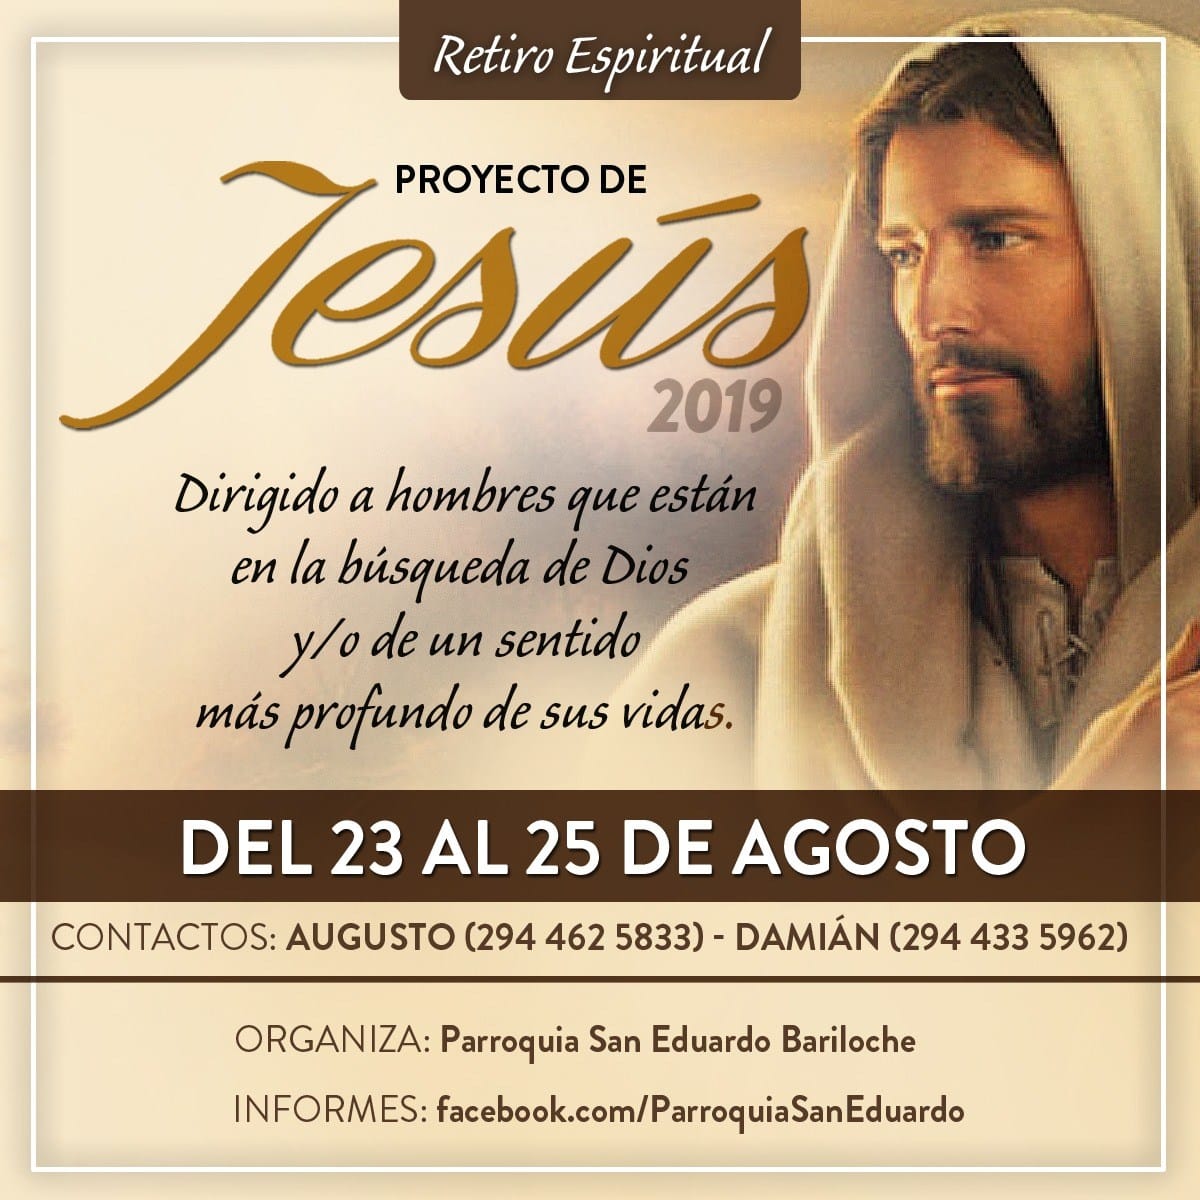 Retiro Espiritual
PROYECTO DE
Jesús
2019
Dirigido a hombres que están
en la búsqueda de Dios
y/o de un sentido
más profundo de sus vidas.
DEL 23 AL 25 DE AGOSTO
CONTACTOS: AUGUSTO (294 462 5833) - DAMIÁN (294 433 5962)
ORGANIZA: Parroquia San Eduardo Bariloche
INFORMES: facebook.com/ParroquiaSanEduardo